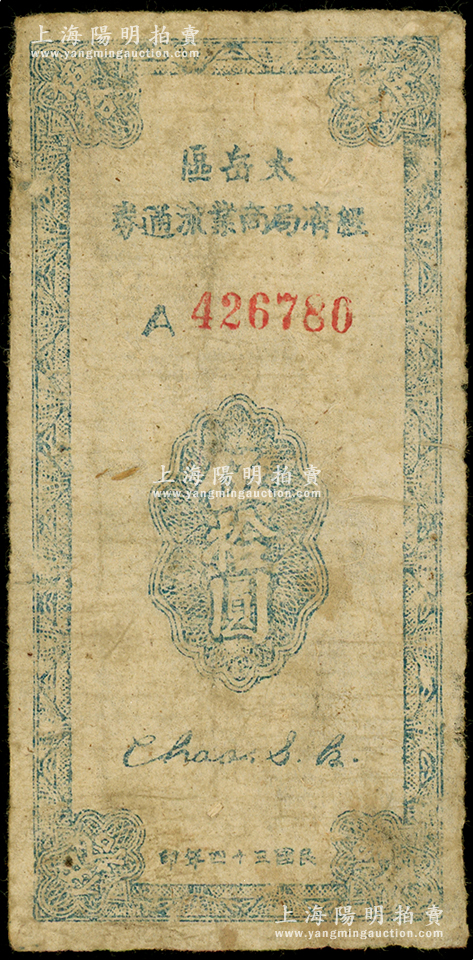 上海陽明拍賣
www.yangmingauction.com
太岳區
經濟局商業流通券
A 426780
上海陽明拍賣
www.yangmingauction.com
拾圓
Chao. S. B.
民國三十四年印
上海陽明拍賣
www.yangmingauction.com